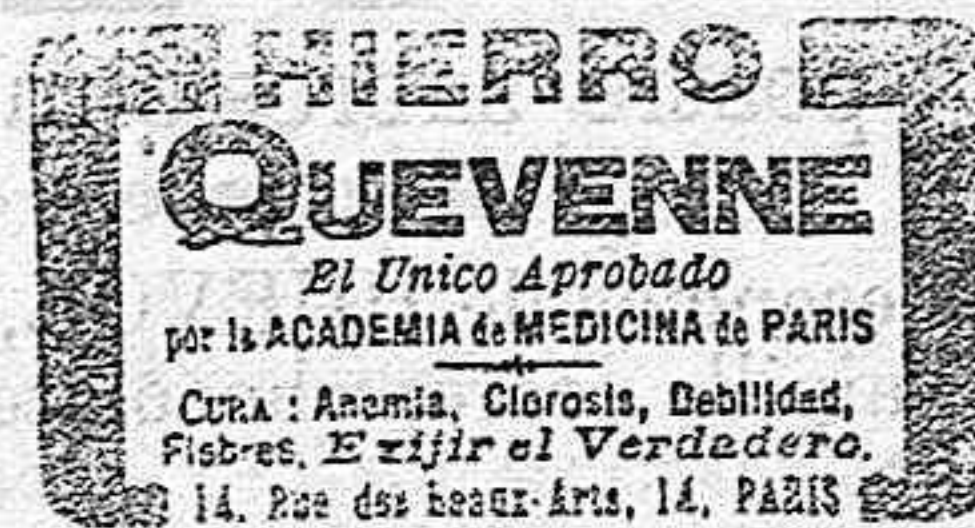 HIERRO
QUEVENNE
El Unico Aprobado
por la ACADEMIA de MEDICINA de PARIS
CURA : Anemia, Clorosis, Debilidad,
Fiebres. Exijir el Verdadero.
14, Rue des Beaux-Arts, 14, PARIS